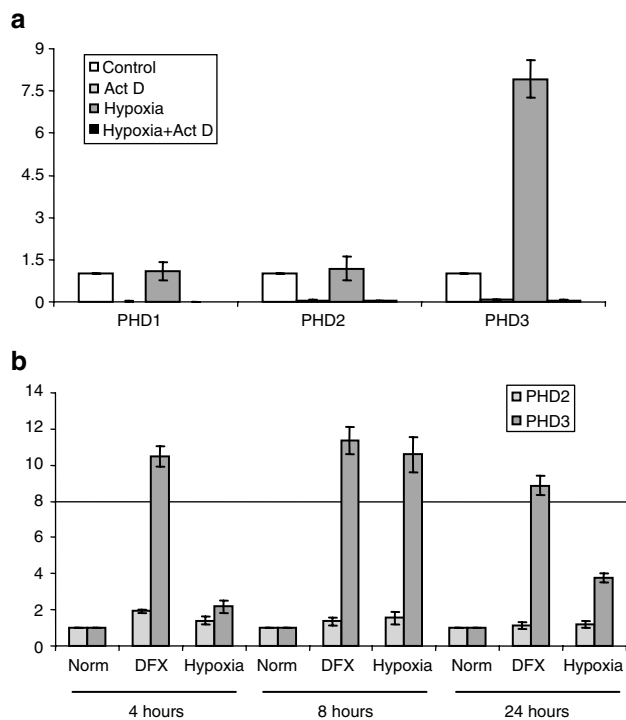 a
9
7.5
6
4.5
3
1.5
0
Control
Act D
Hypoxia
Hypoxia+Act D
PHD1 PHD2 PHD3
b
14
12
10
8
6
4
2
0
PHD2
PHD3
Norm DFX Hypoxia Norm DFX Hypoxia Norm DFX Hypoxia
4 hours 8 hours 24 hours